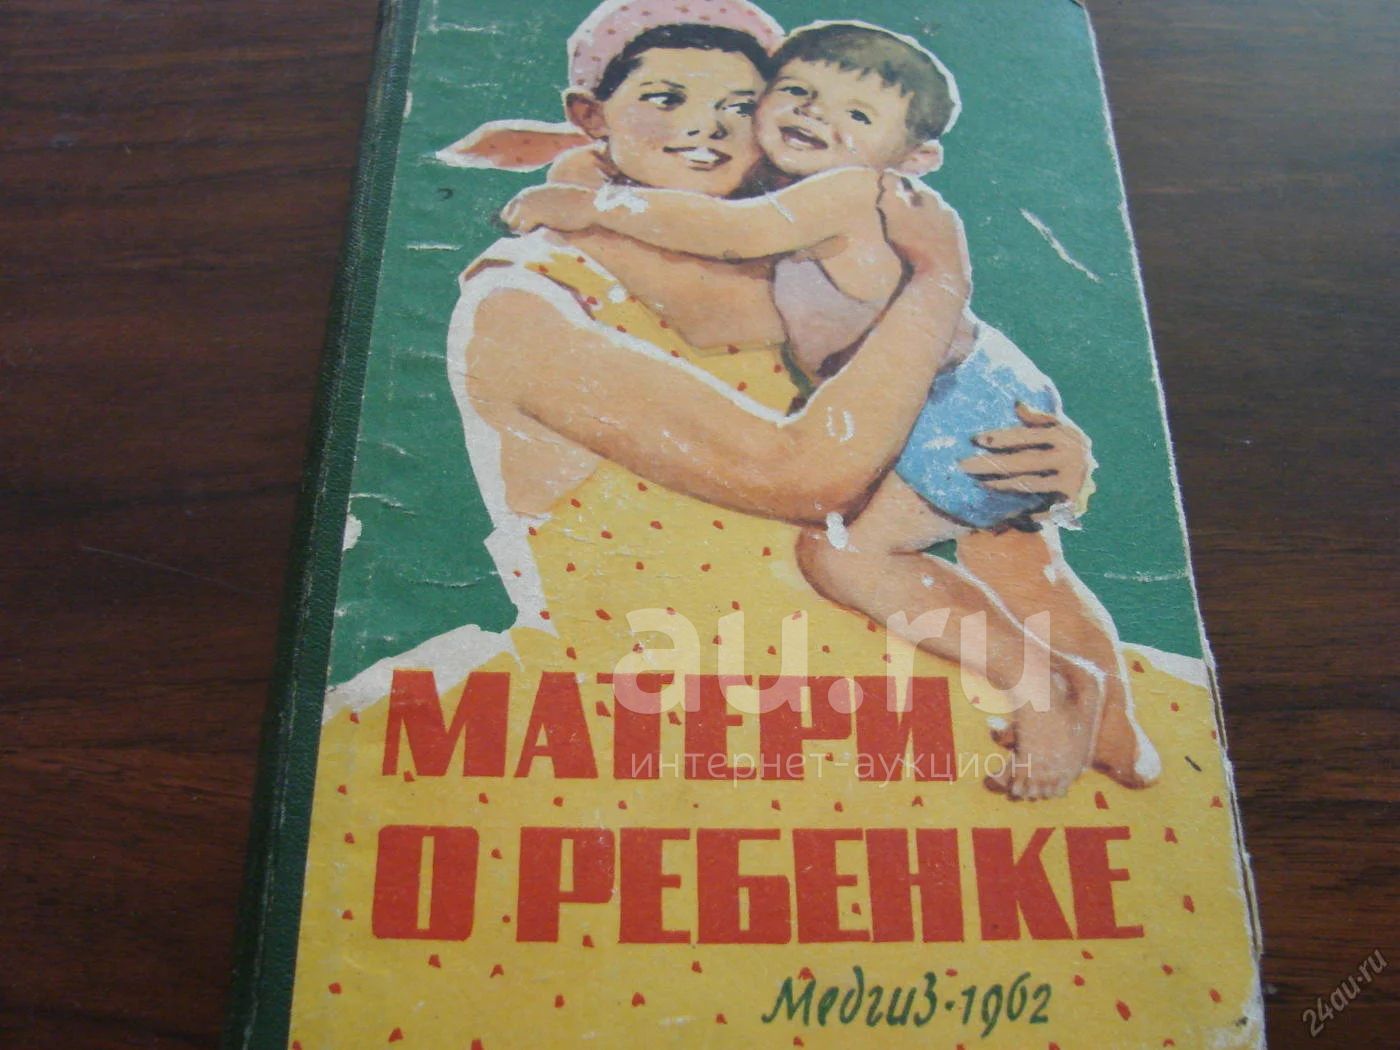 au.ru
МАТЕРИ
интернет-аукцион
О РЕБЕНКЕ
Медгиз·1962
24au.ru